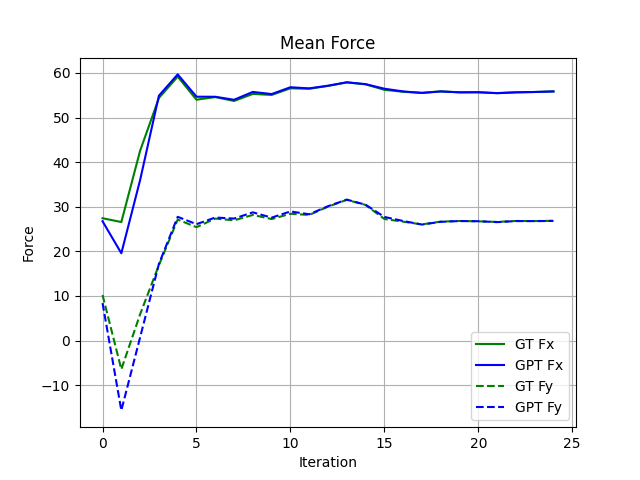 Mean Force
60
50
40
30
20
10
0
−10
Force
0 5 10 15 20 25
Iteration
GT Fx
GPT Fx
GT Fy
GPT Fy